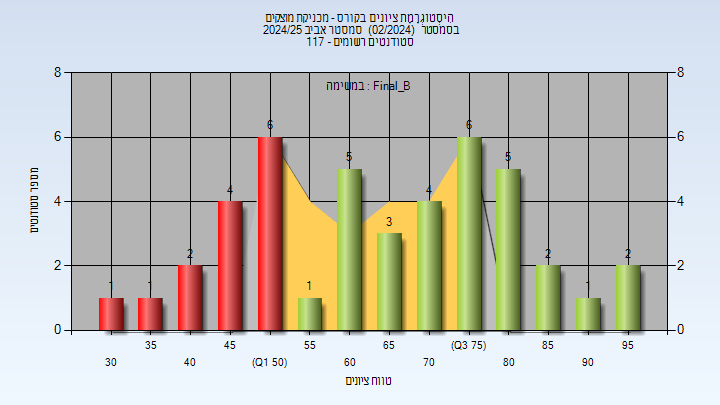 היסטוגרמת ציונים בקורס - מכניקת מוצקים
בסמסטר (02/2024) סמסטר אביב 2024/25
סטודנטים רשומים - 117
במשימה : Final_B
מספר סטודנטים
8 8
6 6
4 4
2 2
0 0
1 1 2 4 6 1 5 3 4 6 5 2 1 2
35 45 55 65 (Q3 75) 85 95
30 40 (Q1 50) 60 70 80 90
טווח ציונים